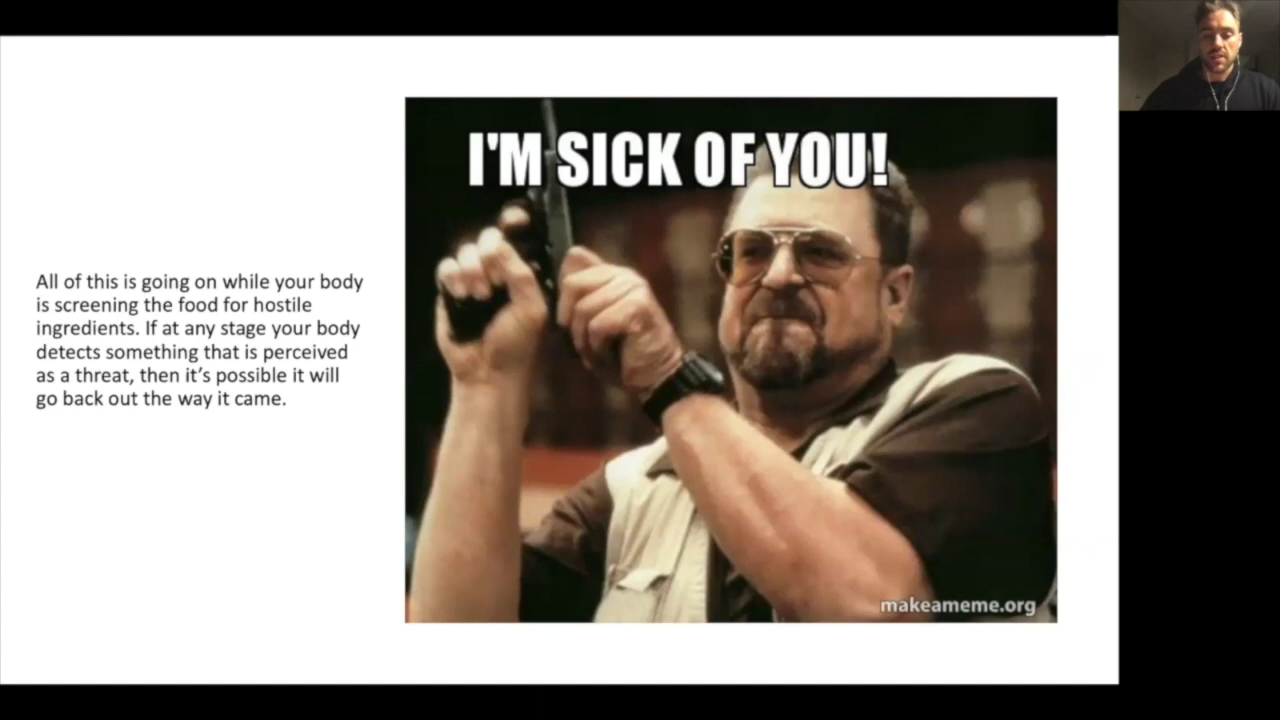 I'M SICK OF YOU!
All of this is going on while your body
is screening the food for hostile
ingredients. If at any stage your body
detects something that is perceived
as a threat, then it’s possible it will
go back out the way it came.
makeameme.org